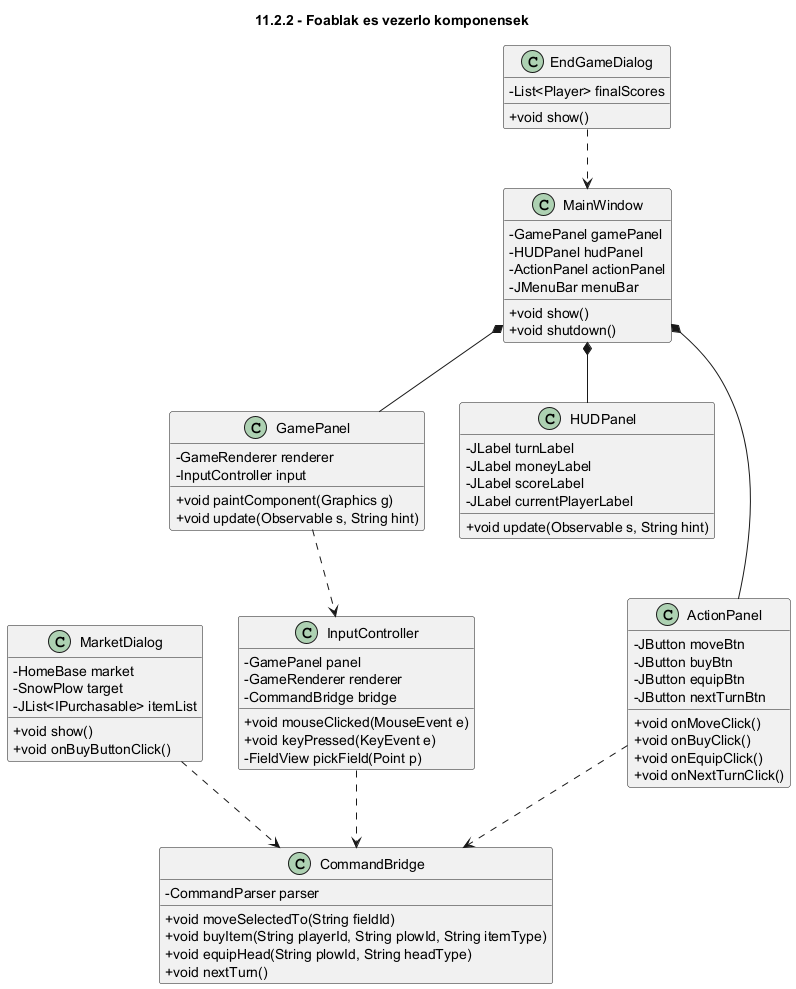 11.2.2 - Foablak es vezerlo komponensek
C EndGameDialog
-List<Player> finalScores
+void show()
C MainWindow
-GamePanel gamePanel
-HUDPanel hudPanel
-ActionPanel actionPanel
-JMenuBar menuBar
+void show()
+void shutdown()
C GamePanel
-GameRenderer renderer
-InputController input
+void paintComponent(Graphics g)
+void update(Observable s, String hint)
C HUDPanel
-JLabel turnLabel
-JLabel moneyLabel
-JLabel scoreLabel
-JLabel currentPlayerLabel
+void update(Observable s, String hint)
C MarketDialog
-HomeBase market
-SnowPlow target
-JList<IPurchasable> itemList
+void show()
+void onBuyButtonClick()
C InputController
-GamePanel panel
-GameRenderer renderer
-CommandBridge bridge
+void mouseClicked(MouseEvent e)
+void keyPressed(KeyEvent e)
-FieldView pickField(Point p)
C ActionPanel
-JButton moveBtn
-JButton buyBtn
-JButton equipBtn
-JButton nextTurnBtn
+void onMoveClick()
+void onBuyClick()
+void onEquipClick()
+void onNextTurnClick()
C CommandBridge
-CommandParser parser
+void moveSelectedTo(String fieldId)
+void buyItem(String playerId, String plowId, String itemType)
+void equipHead(String plowId, String headType)
+void nextTurn()